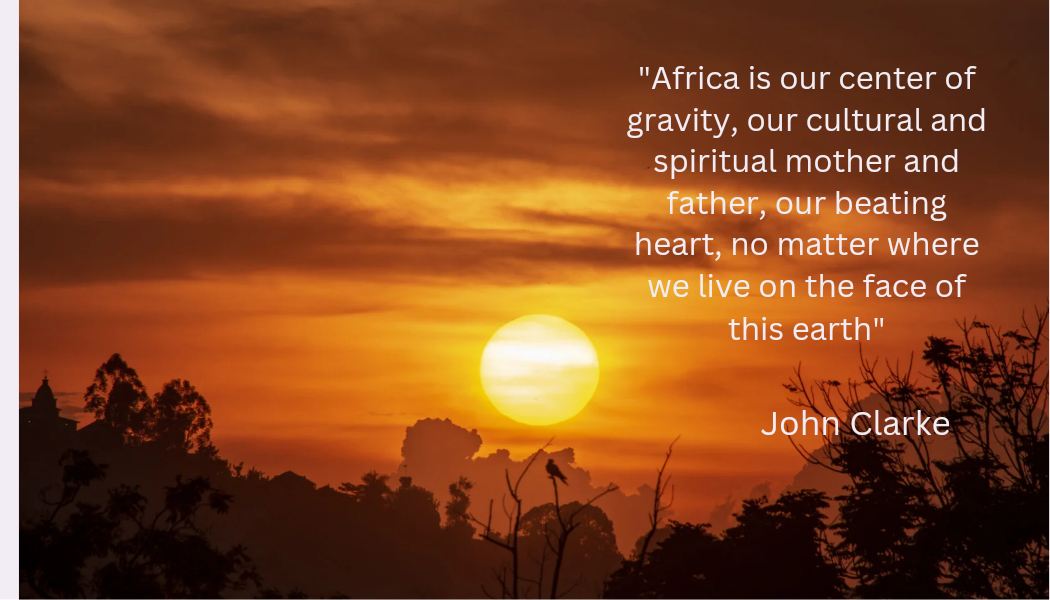 "Africa is our center of
gravity, our cultural and
spiritual mother and
father, our beating
heart, no matter where
we live on the face of
this earth"
John Clarke